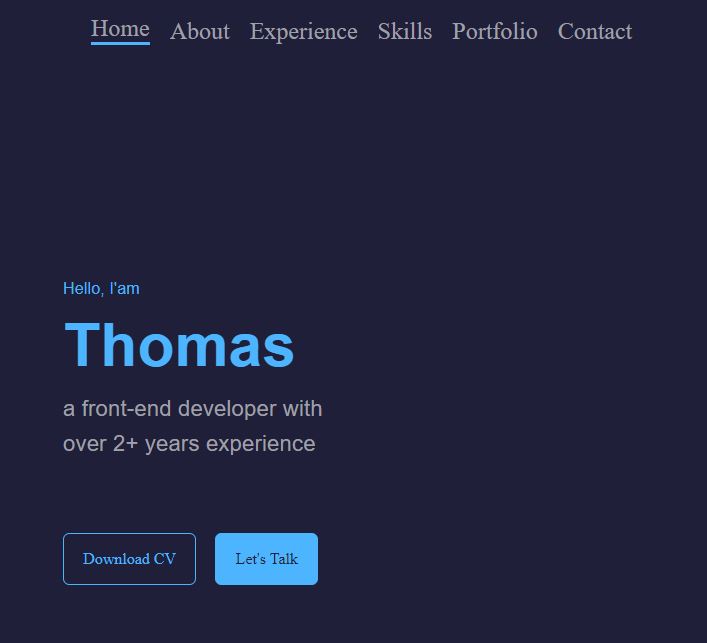 Home About Experience Skills Portfolio Contact
Hello, I'am
Thomas
a front-end developer with
over 2+ years experience
Download CV Let's Talk